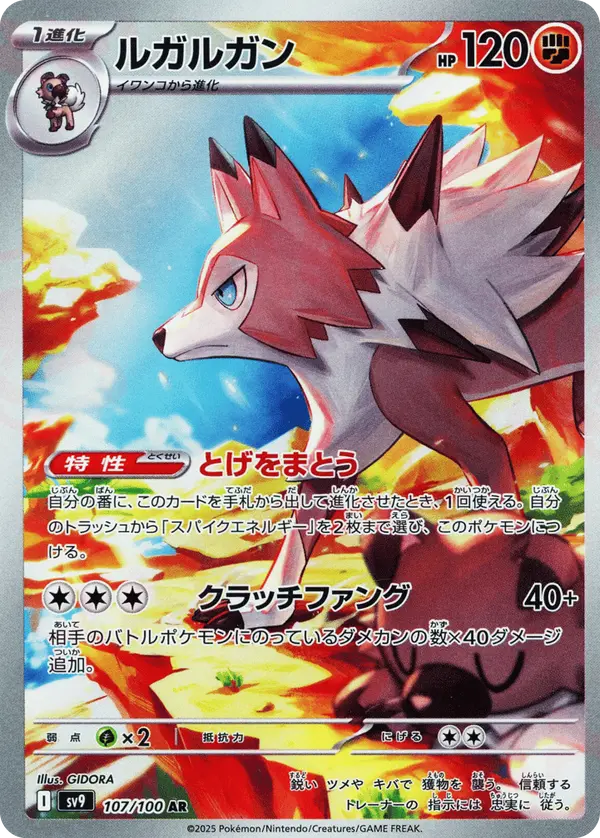 1進化
ルガルガン
HP 120
イワンコから進化
特性 とくせい とげをまとう
自分の番に、このカードを手札から出して進化させたとき、1回使える。自分
のトラッシュから「スパイクエネルギー」を2枚まで選び、このポケモンにつ
ける。
クラッチファング 40+
相手のバトルポケモンにのっているダメカンの数×40ダメージ
追加。
弱点 ×2 抵抗力 にげる
Illus. GIDORA
鋭い ツメや キバで 獲物を 襲う。信頼する
トレーナーの 指示には 忠実に 従う。
I sv9 107/100 AR
©2025 Pokémon/Nintendo/Creatures/GAME FREAK.